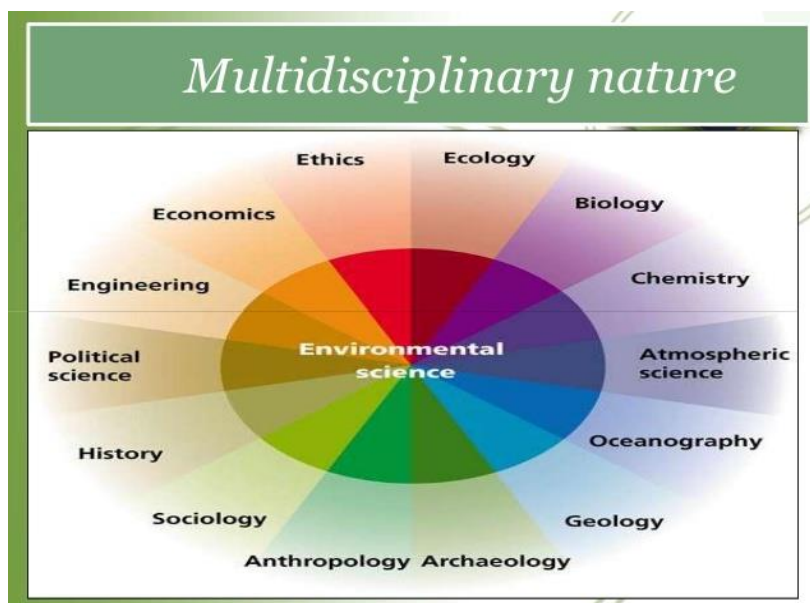 Multidisciplinary nature
Ethics
Ecology
Economics
Biology
Engineering
Chemistry
Political
science
Environmental
science
Atmospheric
science
History
Oceanography
Sociology
Geology
Anthropology
Archaeology